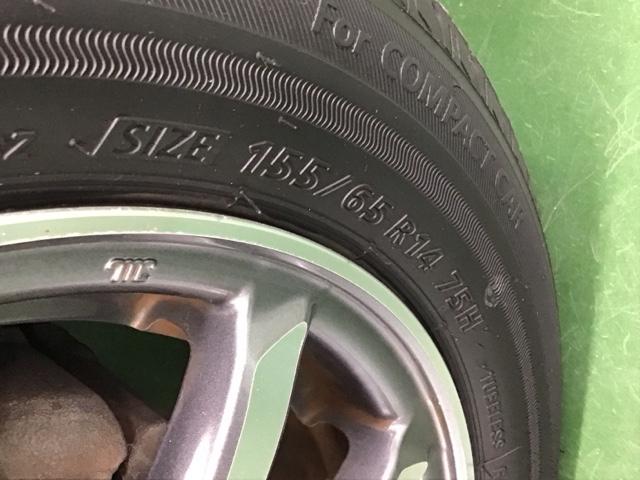 For COMPACT CAR
SIZE 155/65 R14 75H
TUBELESS